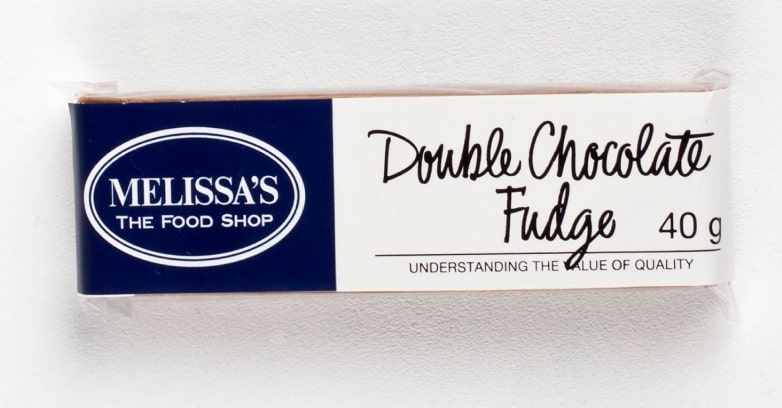 MELISSA'S
THE FOOD SHOP
Double Chocolate
Fudge 40 g
UNDERSTANDING THE VALUE OF QUALITY